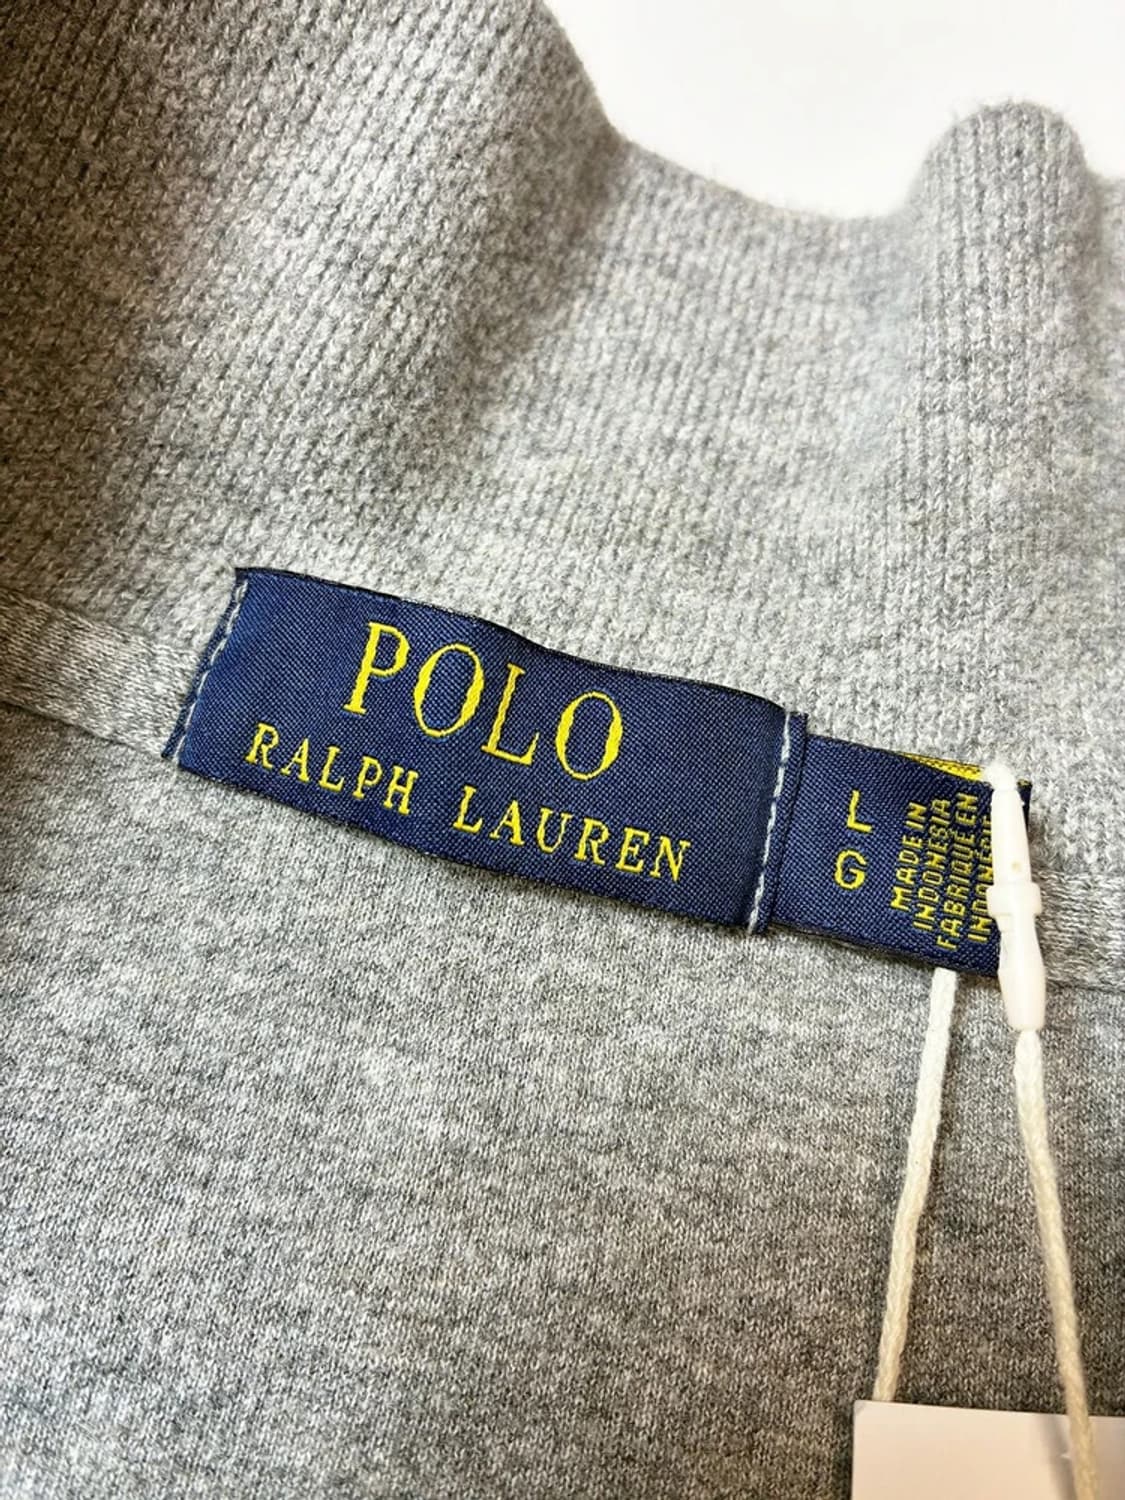 POLO
RALPH LAUREN
L
G
MADE IN
INDONESIA
FABRIQUE EN